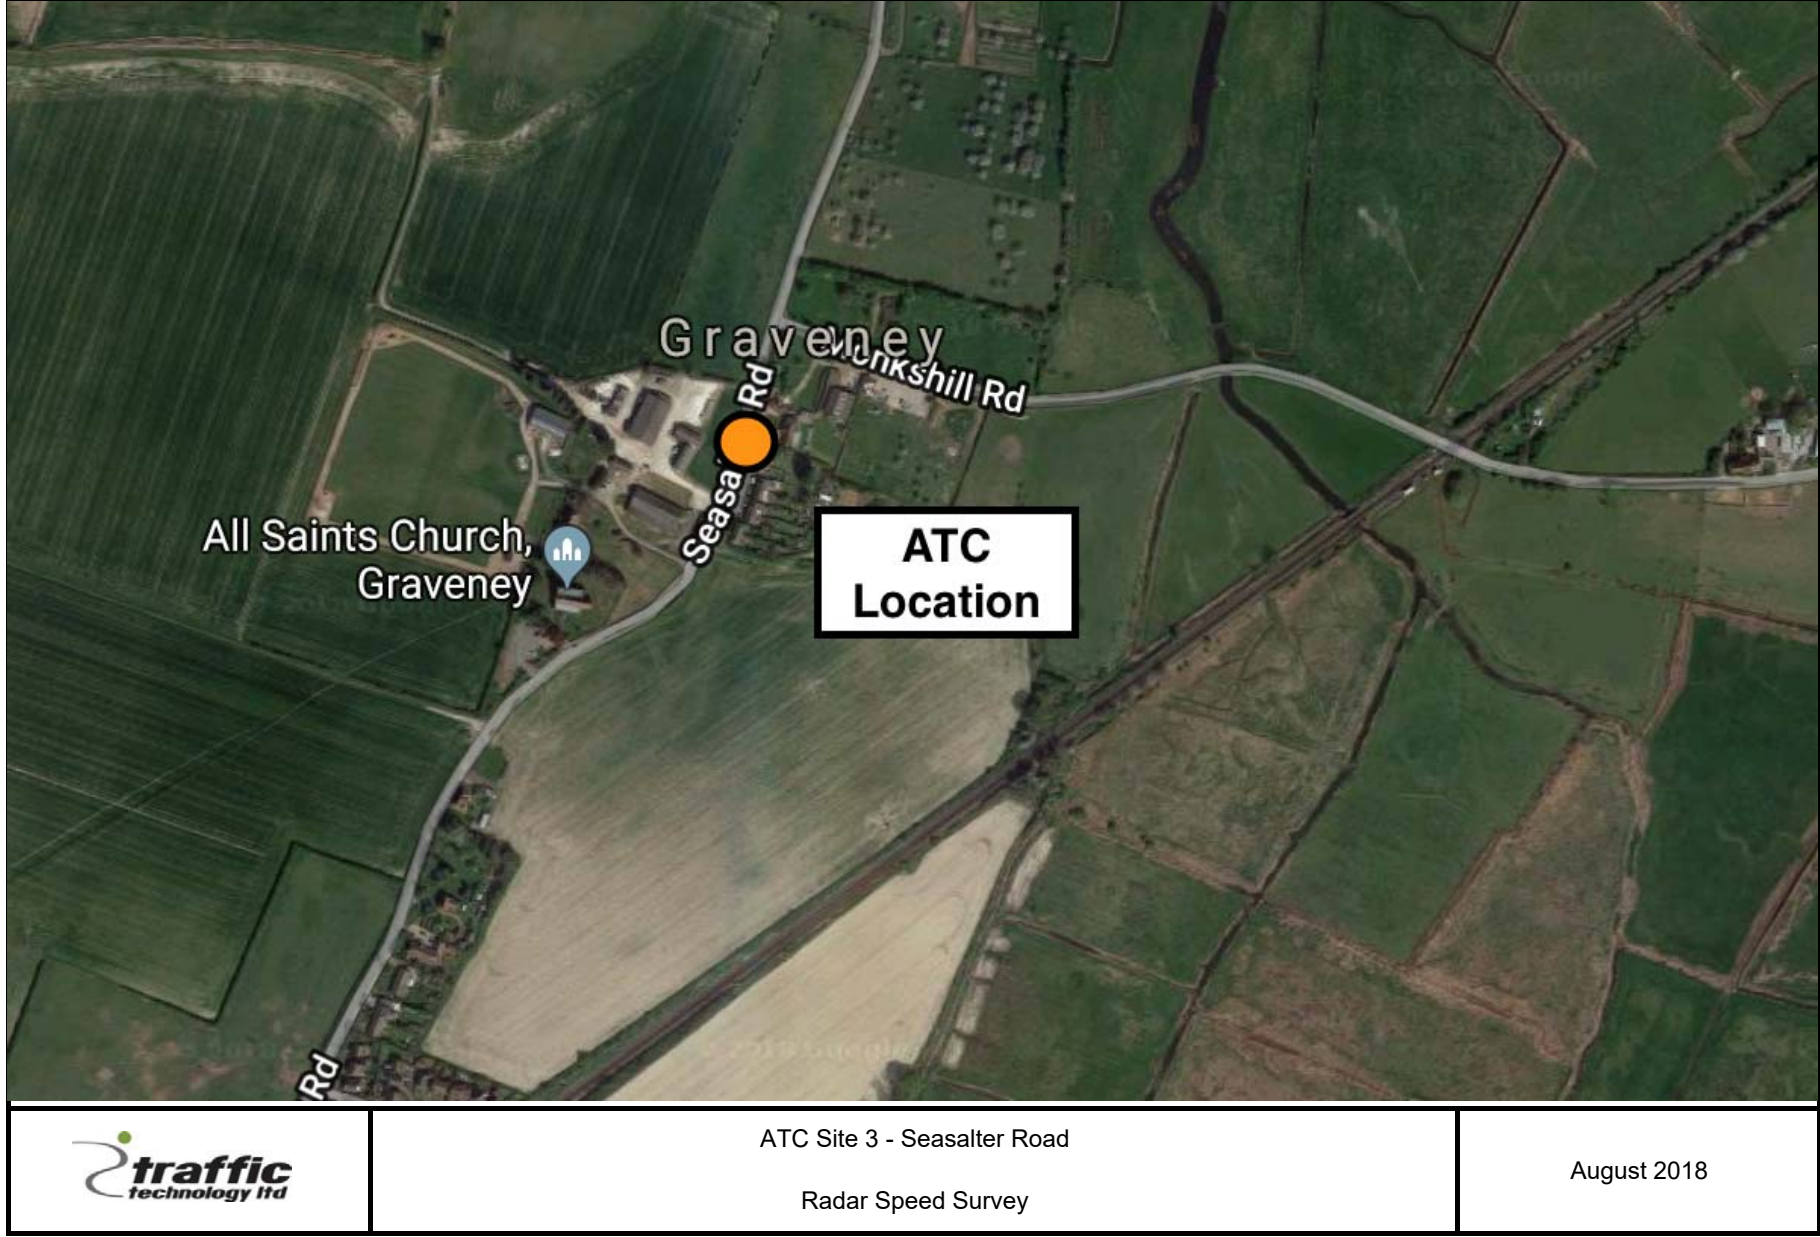 Graveney
Monkshill Rd
Rd
Seasa
All Saints Church,
Graveney
ATC
Location
Rd
traffic
technology ltd
ATC Site 3 - Seasalter Road
Radar Speed Survey
August 2018